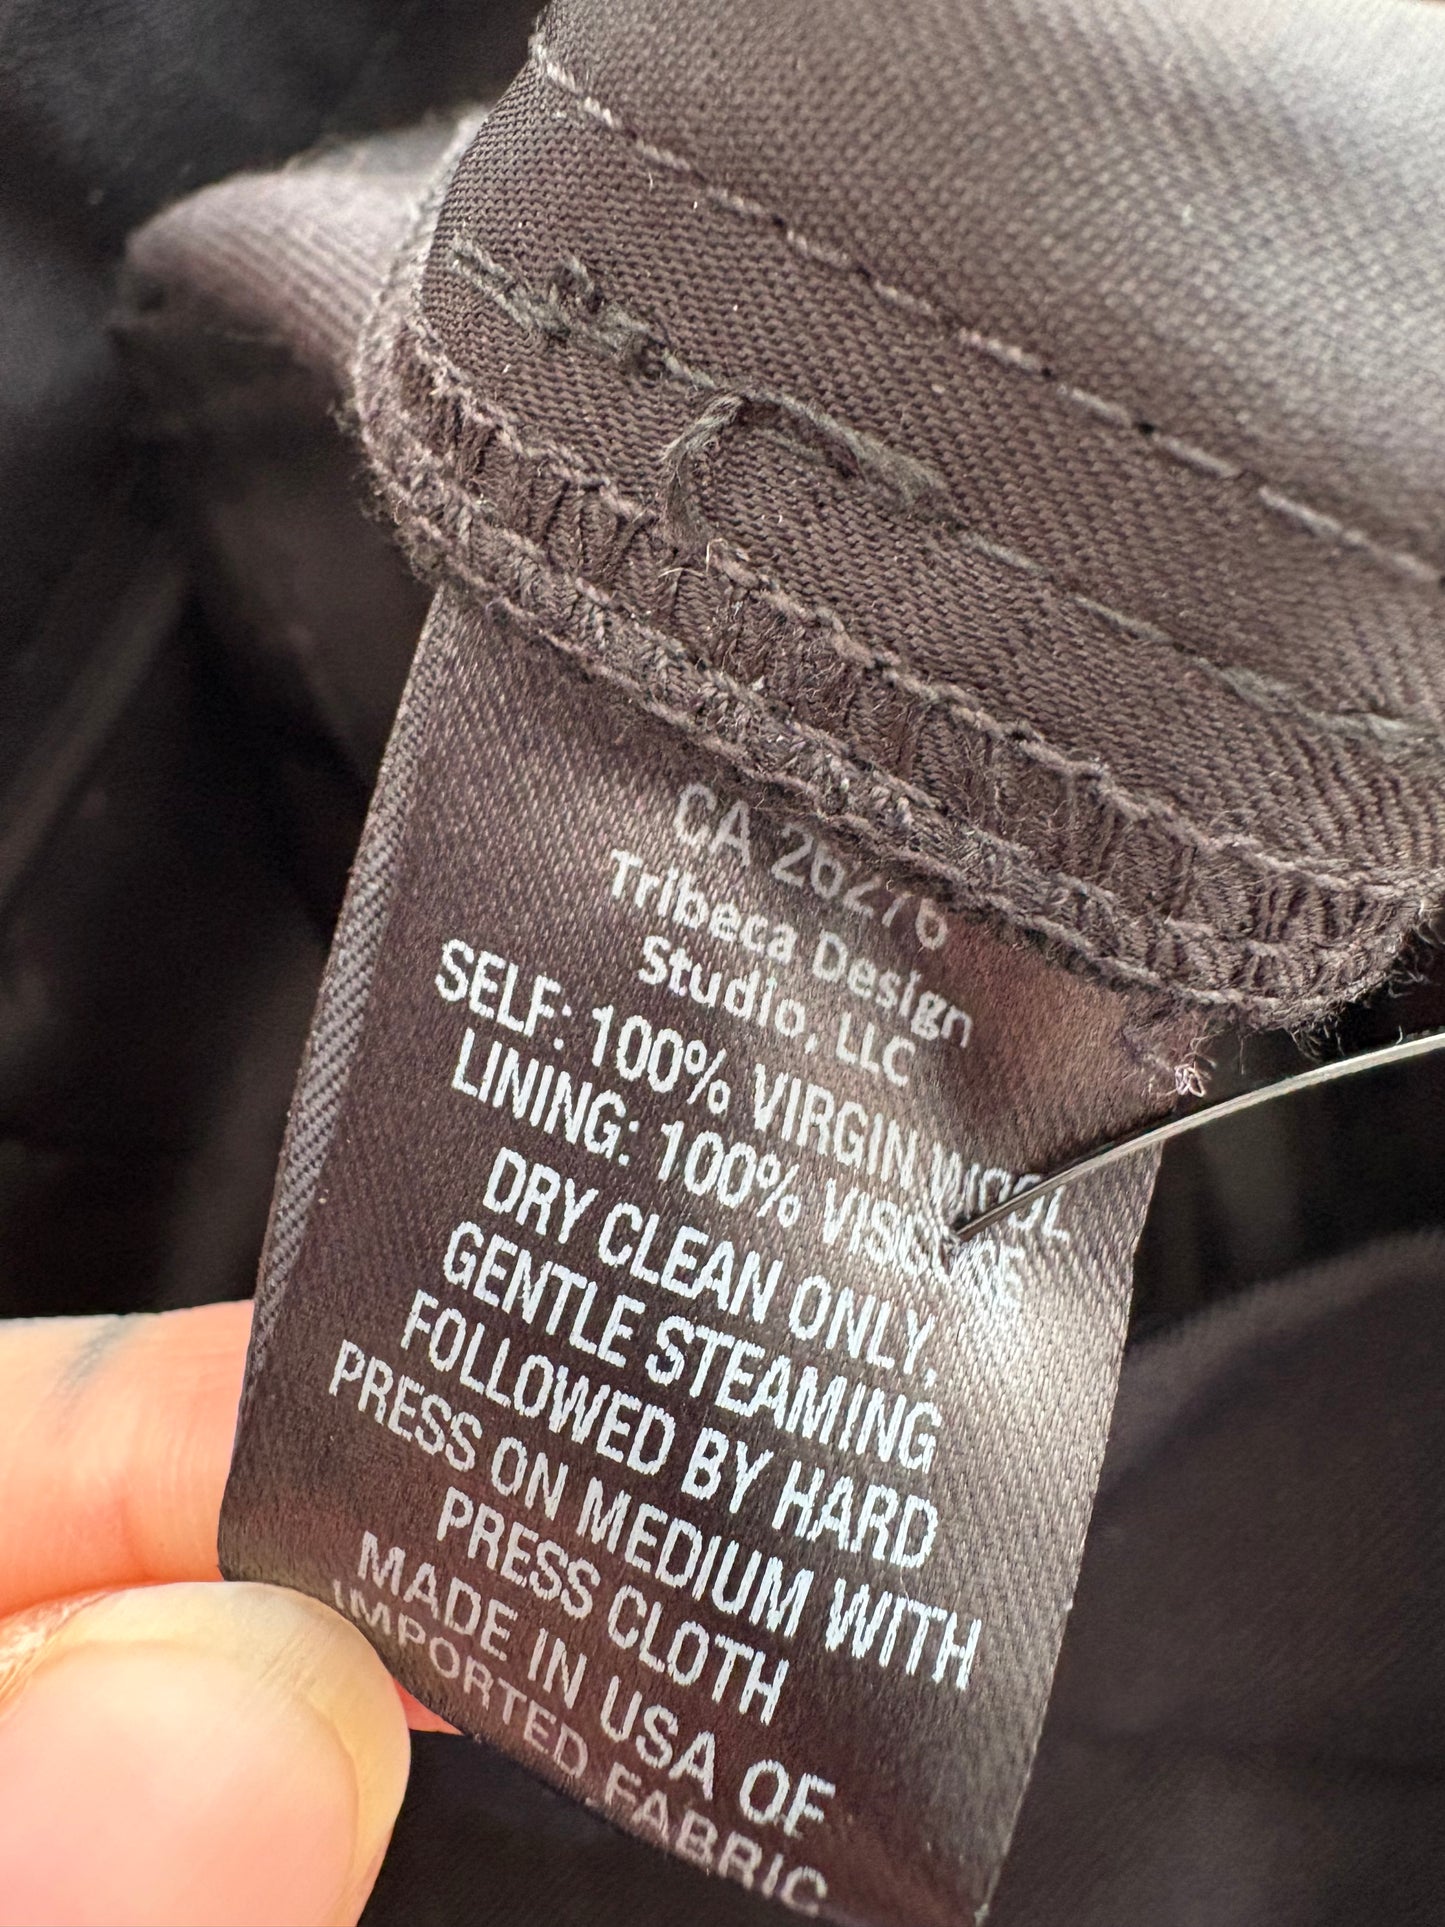 CA 26276
Tribeca Design
Studio, LLC
SELF: 100% VIRGIN WOOL
LINING: 100% VISCOSE
DRY CLEAN ONLY,
GENTLE STEAMING
FOLLOWED BY HARD
PRESS ON MEDIUM WITH
PRESS CLOTH
MADE IN USA OF
IMPORTED FABRIC